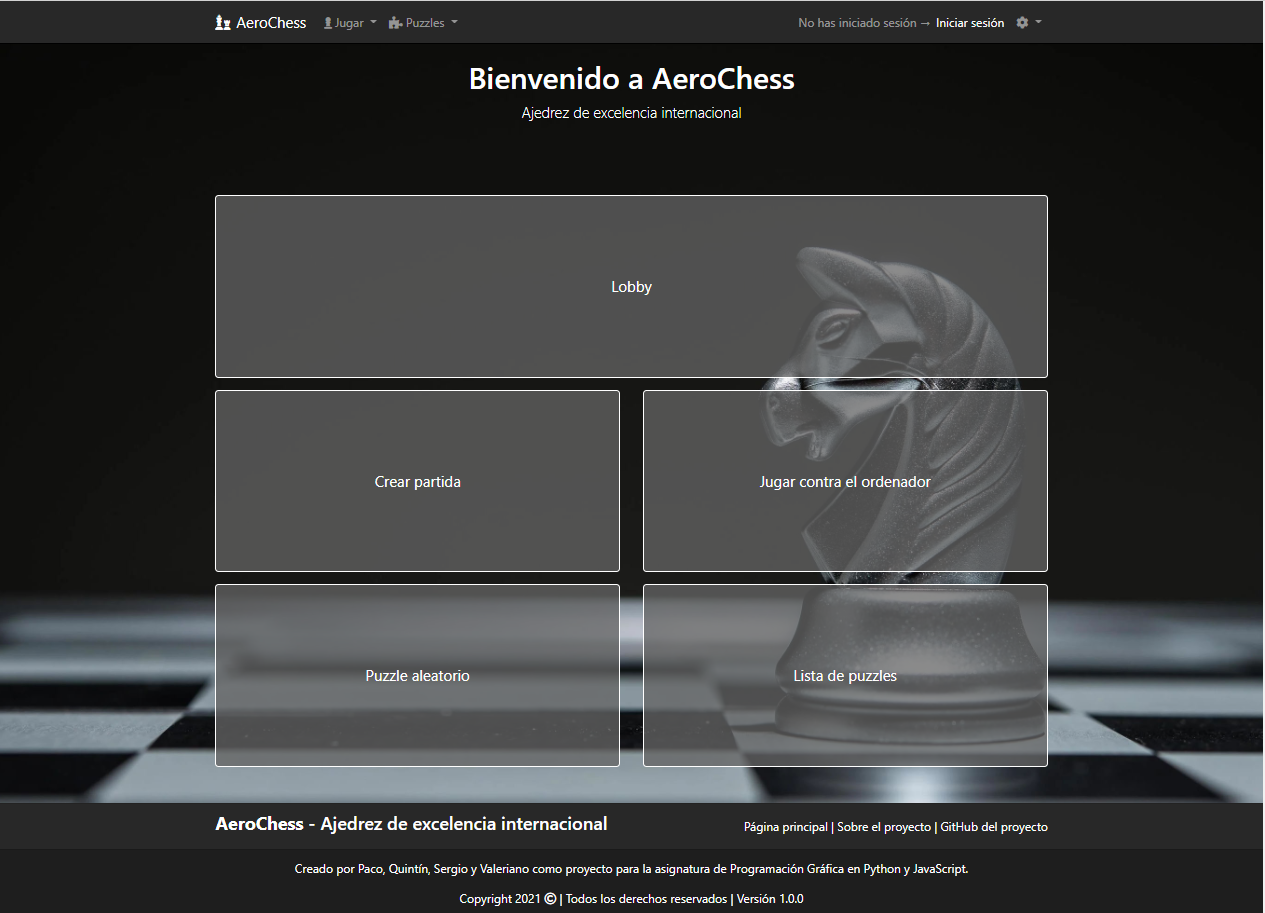 AeroChess Jugar Puzzles No has iniciado sesión → Iniciar sesión
Bienvenido a AeroChess
Ajedrez de excelencia internacional
Lobby
Crear partida Jugar contra el ordenador
Puzzle aleatorio Lista de puzzles
AeroChess - Ajedrez de excelencia internacional Página principal | Sobre el proyecto | GitHub del proyecto
Creado por Paco, Quintín, Sergio y Valeriano como proyecto para la asignatura de Programación Gráfica en Python y JavaScript.
Copyright 2021 © | Todos los derechos reservados | Versión 1.0.0